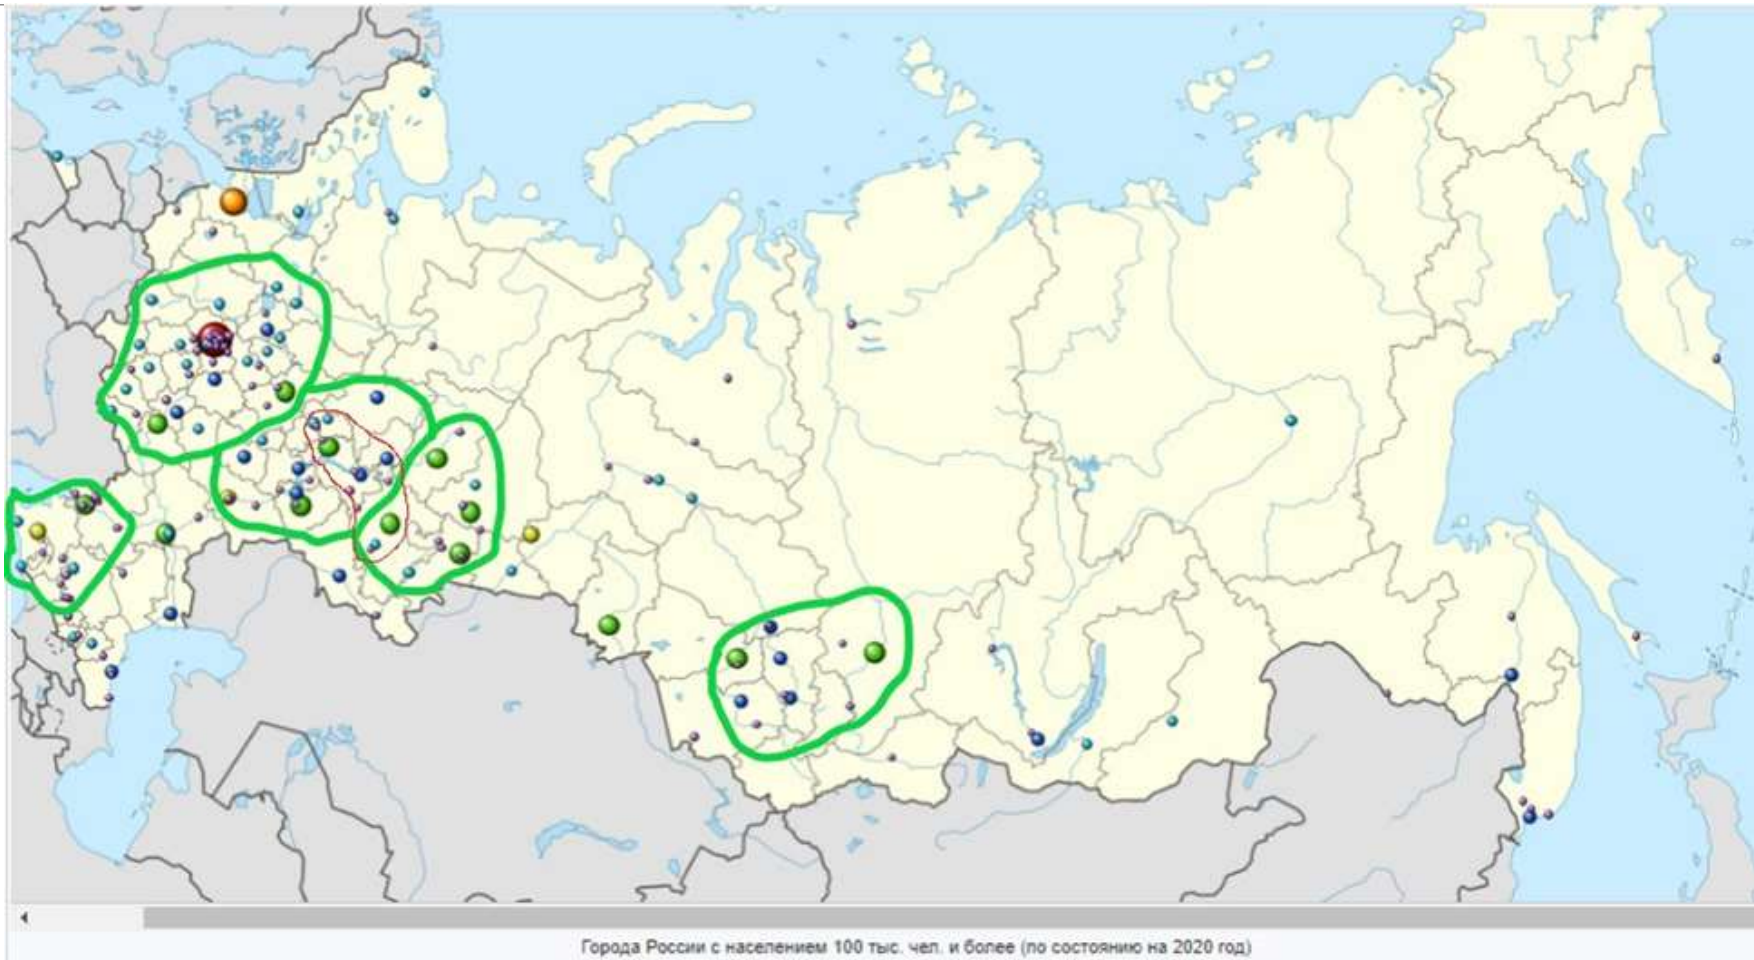 Города России с населением 100 тыс. чел. и более (по состоянию на 2020 год)